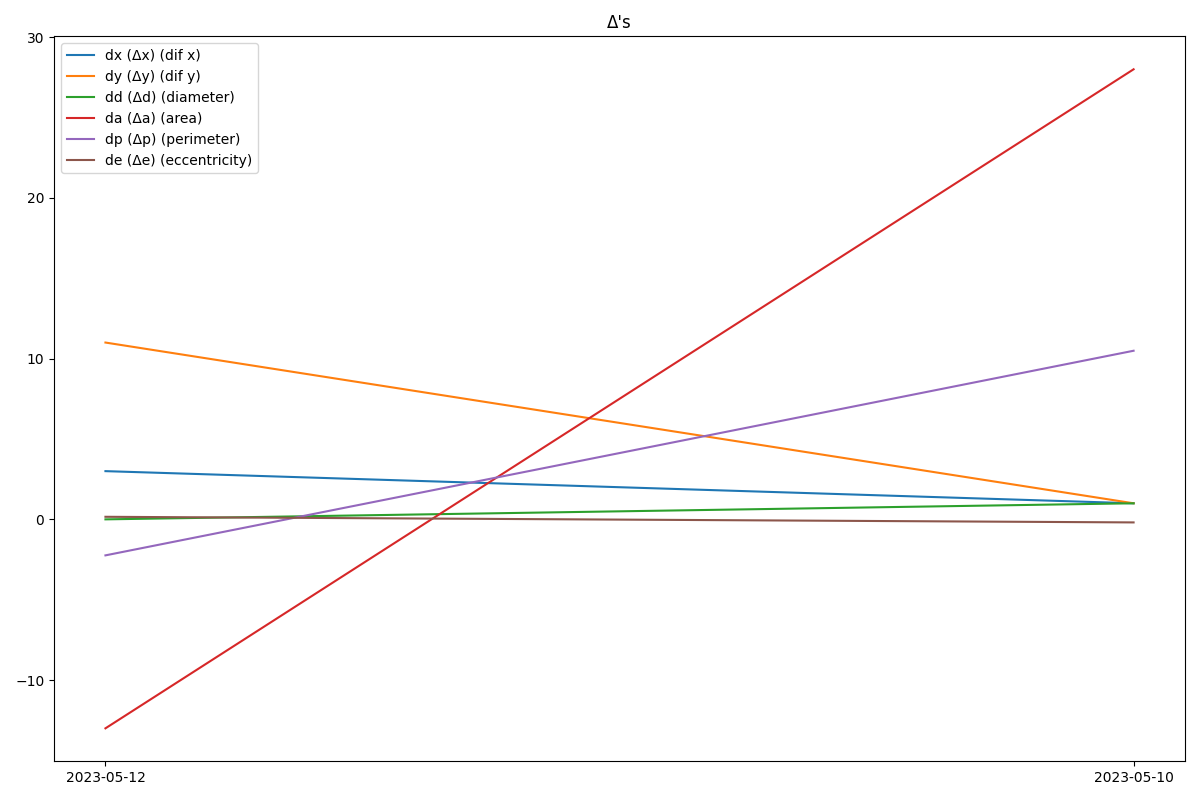 Δ's
30
20
10
0
−10
dx (Δx) (dif x)
dy (Δy) (dif y)
dd (Δd) (diameter)
da (Δa) (area)
dp (Δp) (perimeter)
de (Δe) (eccentricity)
2023-05-12
2023-05-10